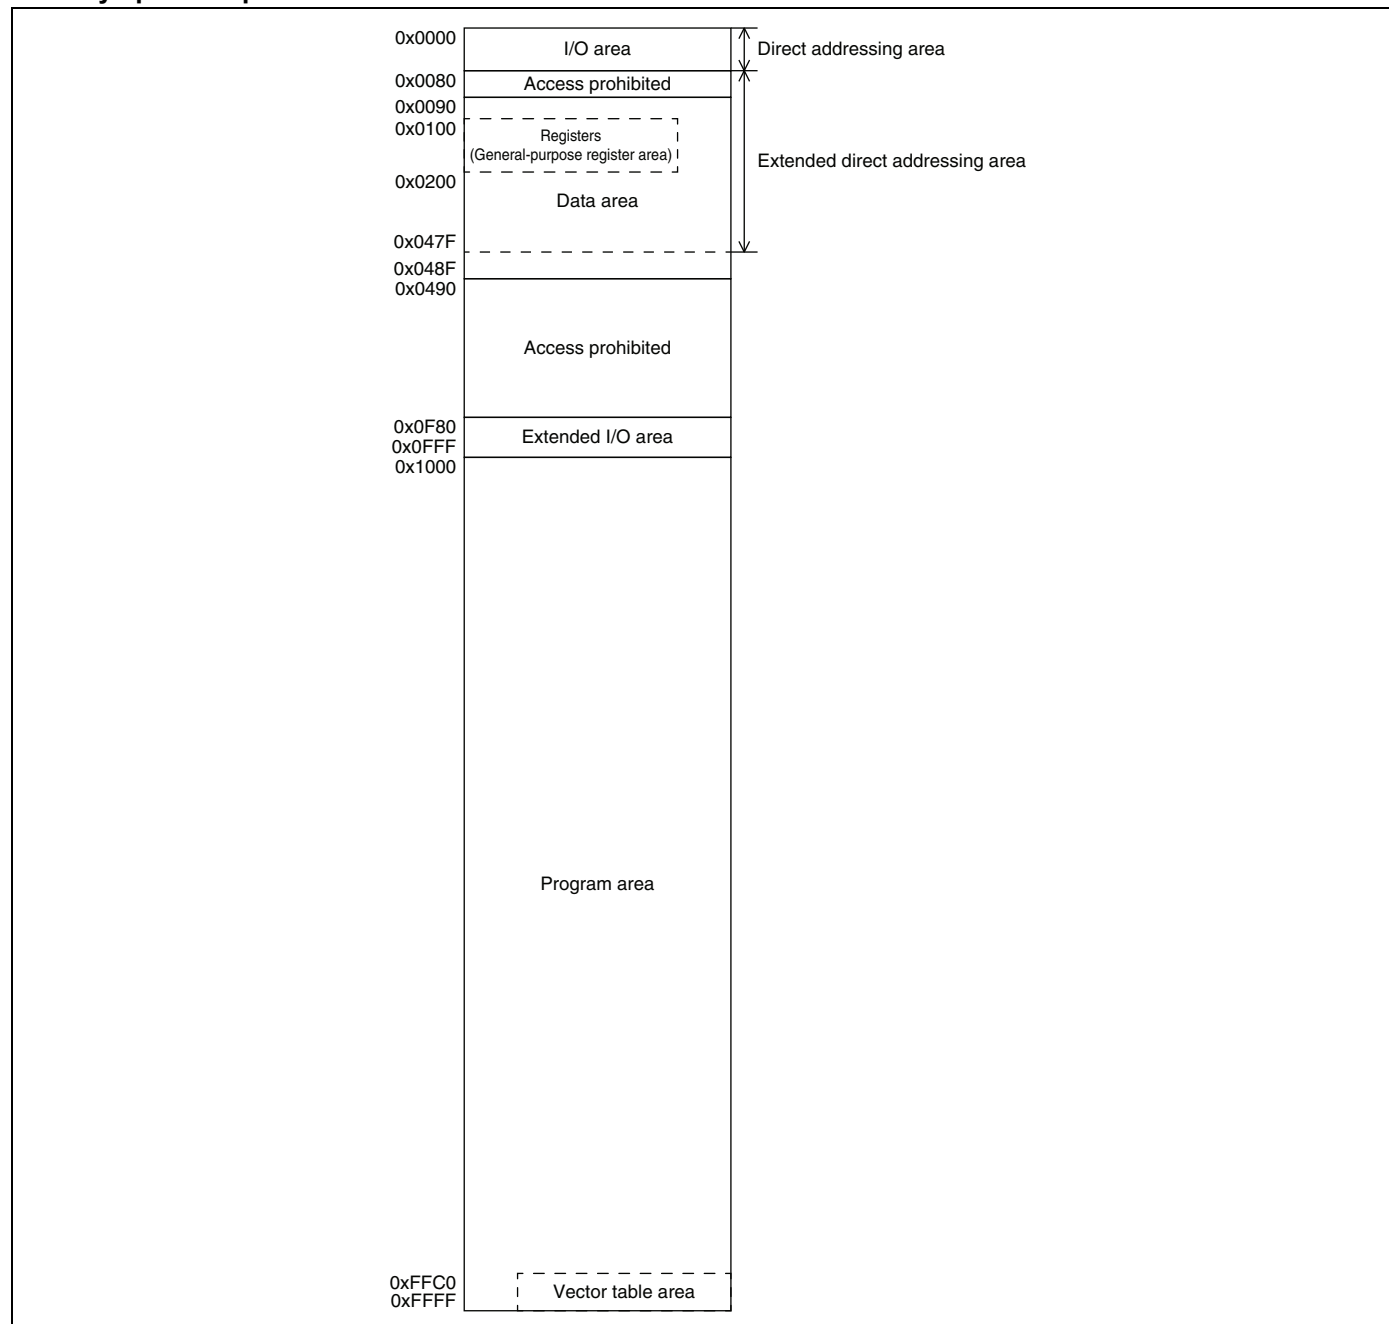 0x0000
I/O area
Direct addressing area
0x0080
Access prohibited
0x0090
0x0100
Registers
(General-purpose register area)
Extended direct addressing area
0x0200
Data area
0x047F
0x048F
0x0490
Access prohibited
0x0F80
Extended I/O area
0x0FFF
0x1000
Program area
0xFFC0
Vector table area
0xFFFF